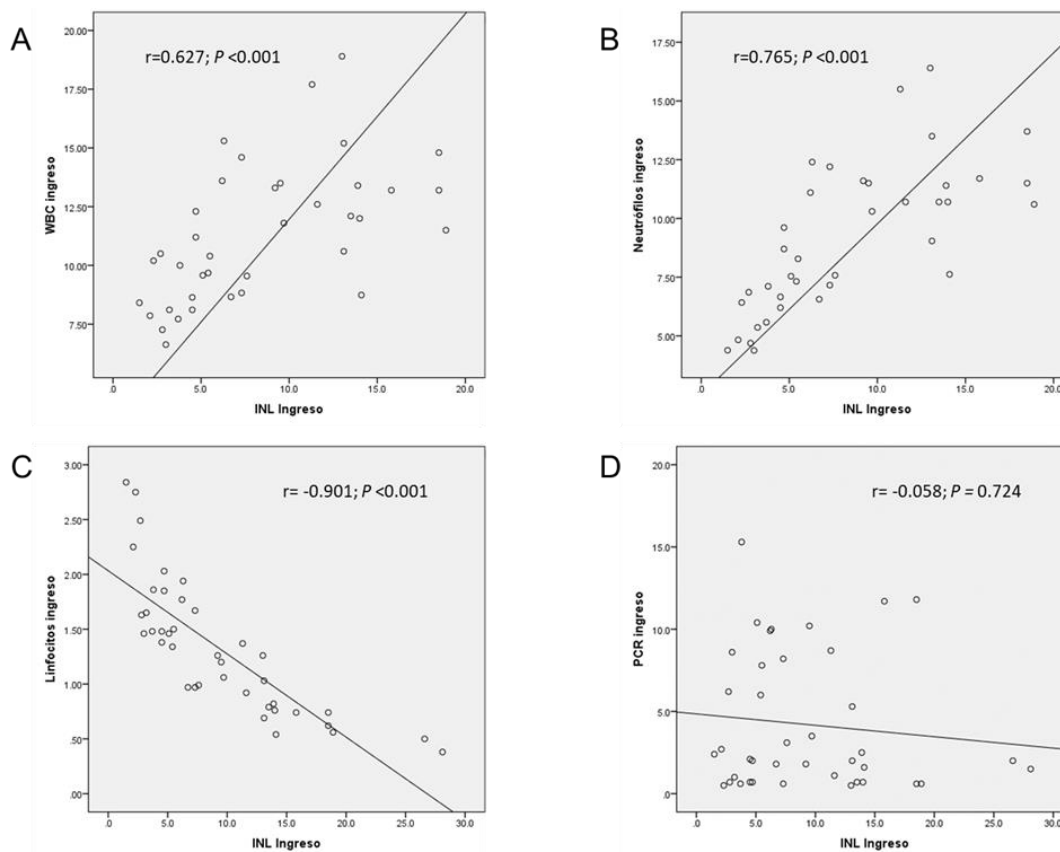 A
r=0.627; P <0.001
20.00
17.50
15.00
12.50
10.00
7.50
WBC ingreso
.0 5.0 10.0 15.0 20.0
INL Ingreso
B
r=0.765; P <0.001
17.50
15.00
12.50
10.00
7.50
5.00
Neutrófilos ingreso
.0 5.0 10.0 15.0 20.0
INL Ingreso
C
r= -0.901; P <0.001
3.00
2.50
2.00
1.50
1.00
.50
.00
Linfocitos ingreso
.0 5.0 10.0 15.0 20.0 25.0 30.0
INL Ingreso
D
r= -0.058; P = 0.724
20.0
15.0
10.0
5.0
.0
PCR ingreso
.0 5.0 10.0 15.0 20.0 25.0 30.0
INL Ingreso